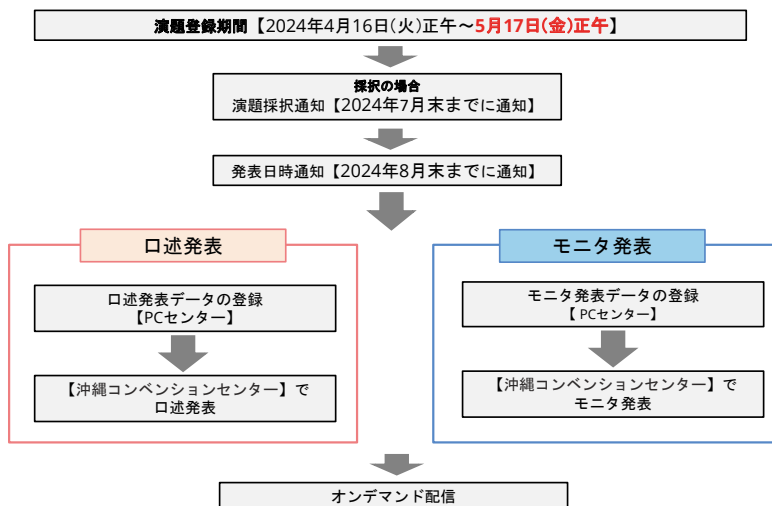 演題登録期間【2024年4月16日(火)正午～5月17日(金)正午】
採択の場合
演題採択通知【2024年7月末までに通知】
発表日時通知【2024年8月末までに通知】
口述発表
口述発表データの登録
【PCセンター】
【沖縄コンベンションセンター】で
口述発表
モニタ発表
モニタ発表データの登録
【 PCセンター】
【沖縄コンベンションセンター】で
モニタ発表
オンデマンド配信